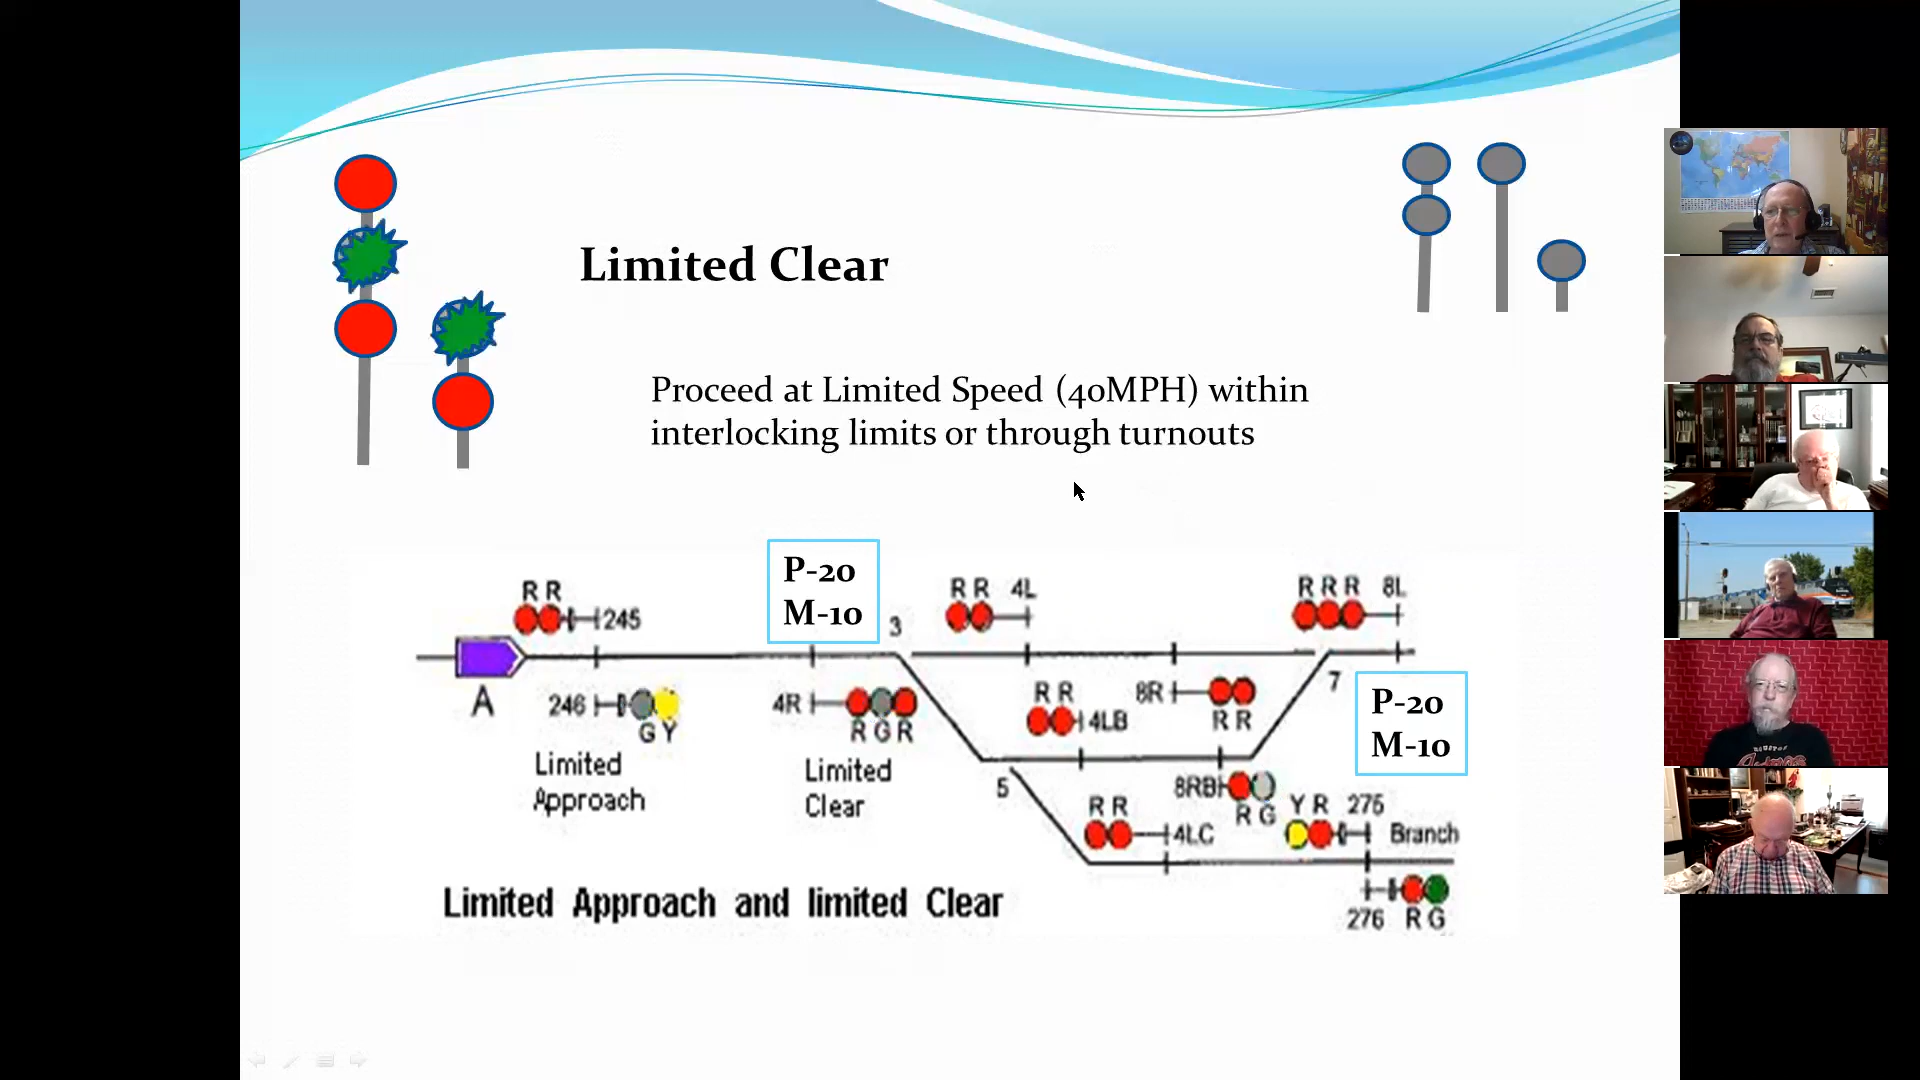 Limited Clear
Proceed at Limited Speed (40MPH) within
interlocking limits or through turnouts
P-20
M-10
R R
245
3
R R 4L
R R R 8L
A
246
G Y
Limited
Approach
4R
R G R
Limited
Clear
R R
4LB
8R
R R
7
P-20
M-10
5
8RB
R G
R R
4LC
Y R 275
Branch
276 R G
Limited Approach and limited Clear